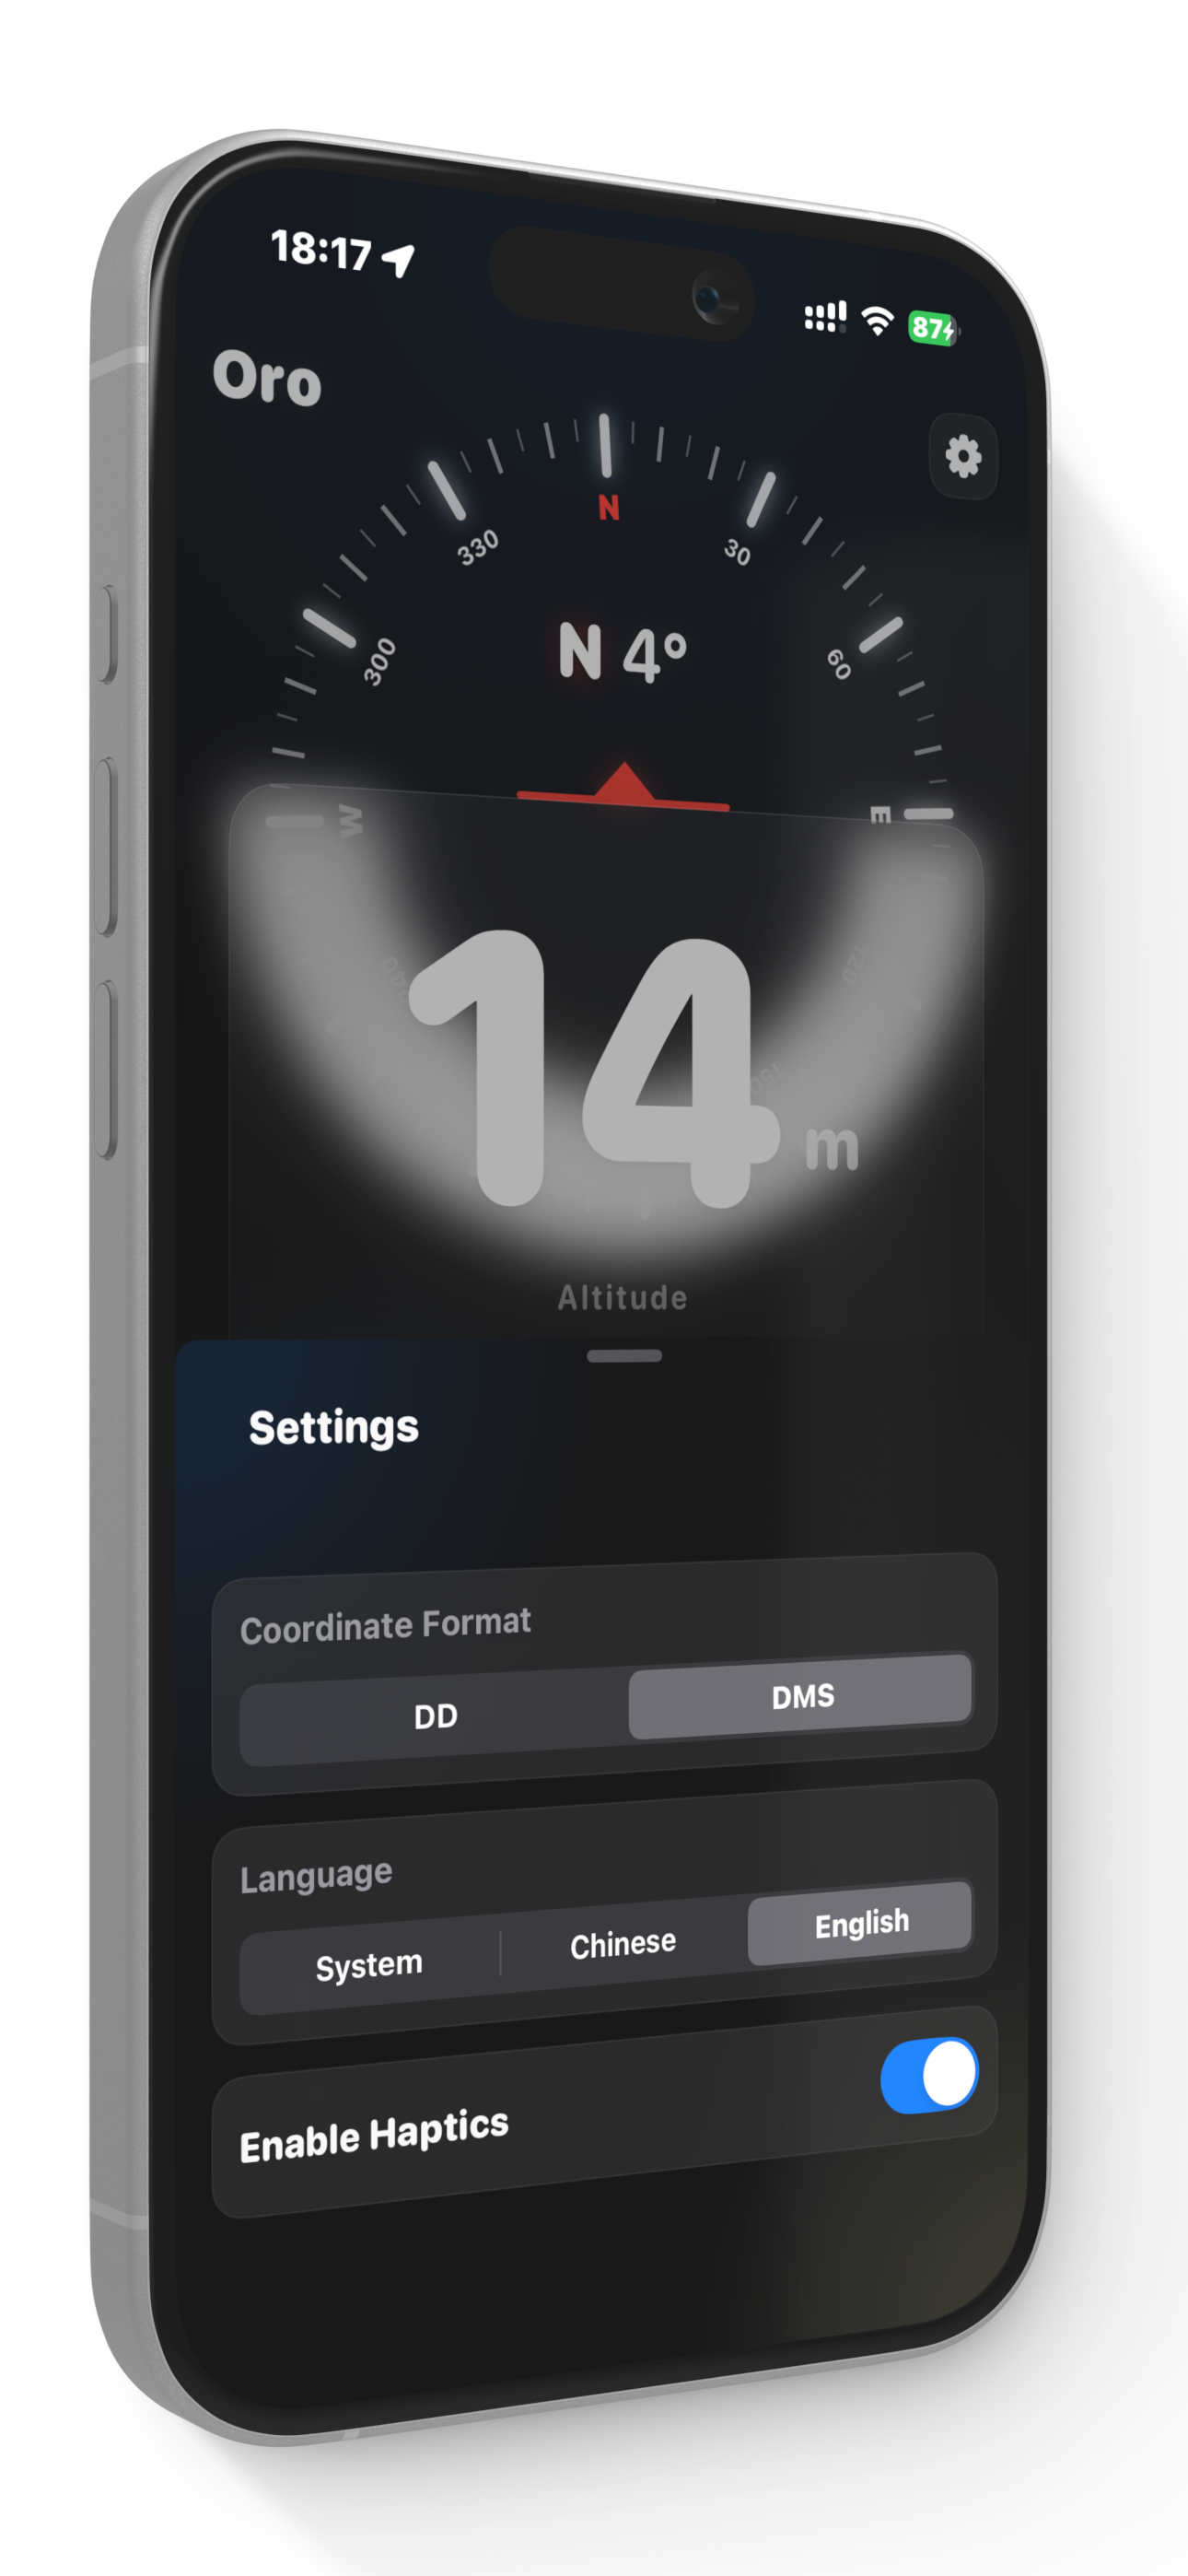 18:17
87
Oro
N
330
30
300
60
N 4°
W
E
240
120
14 m
150
Altitude
Settings
Coordinate Format
DD
DMS
Language
System
Chinese
English
Enable Haptics